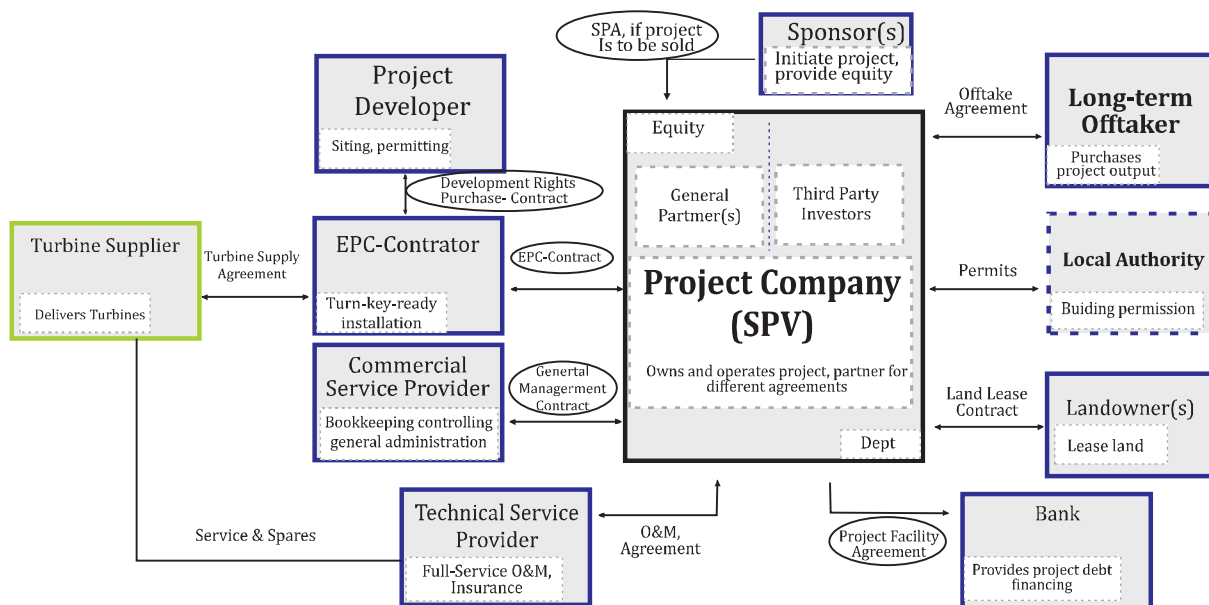 SPA, if project
Is to be sold
Sponsor(s)
Initiate project,
provide equity
Project
Developer
Siting, permitting
Development Rights
Purchase- Contract
Equity
General
Partner(s)
Third Party
Investors
Offtake
Agreement
Long-term
Offtaker
Purchases
project output
Turbine Supplier
Delivers Turbines
Turbine Supply
Agreement
EPC-Contrator
Turn-key-ready
installation
EPC-Contract
Project Company
(SPV)
Owns and operates project, partner for
different agreements
Permits
Local Authority
Buiding permission
Commercial
Service Provider
Bookkeeping controlling
general administration
Genertal
Management
Contract
Dept
Land Lease
Contract
Landowner(s)
Lease land
Service & Spares
Technical Service
Provider
Full-Service O&M,
Insurance
O&M,
Agreement
Project Facility
Agreement
Bank
Provides project debt
financing